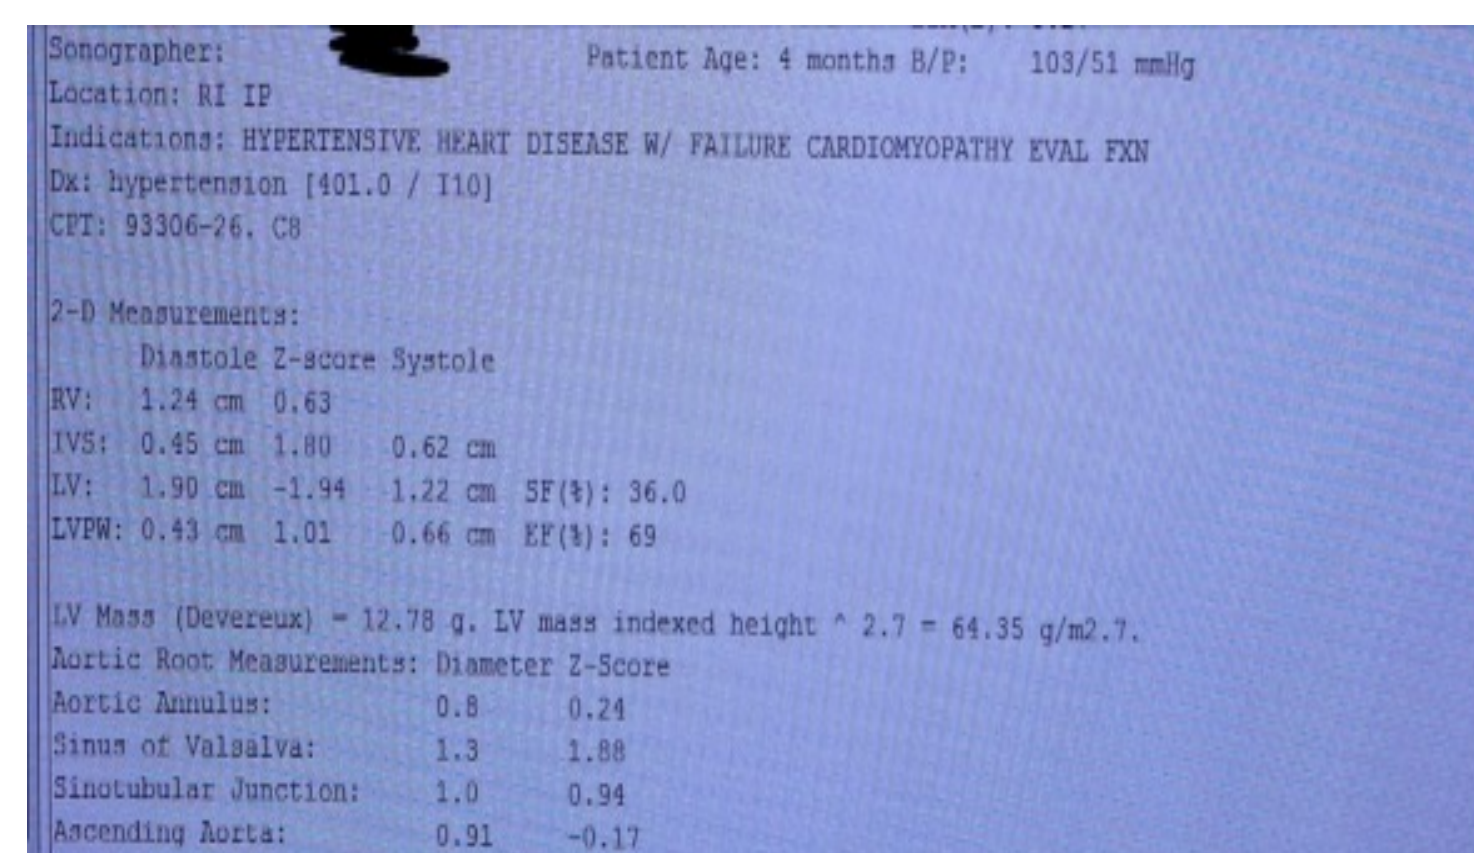 Sonographer: Patient Age: 4 months B/P: 103/51 mmHg
Location: RI IP
Indications: HYPERTENSIVE HEART DISEASE W/ FAILURE CARDIOMYOPATHY EVAL FXN
Dx: hypertension [401.0 / I10]
CPT: 93306-26. C8
2-D Measurements:
Diastole Z-score Systole
RV: 1.24 cm 0.63
IVS: 0.45 cm 1.80 0.62 cm
LV: 1.90 cm -1.94 1.22 cm SF(%): 36.0
LVPW: 0.43 cm 1.01 0.66 cm EF(%): 69
LV Mass (Devereux) = 12.78 g. LV mass indexed height ^ 2.7 = 64.35 g/m2.7.
Aortic Root Measurements: Diameter Z-Score
Aortic Annulus: 0.8 0.24
Sinus of Valsalva: 1.3 1.88
Sinotubular Junction: 1.0 0.94
Ascending Aorta: 0.91 -0.17